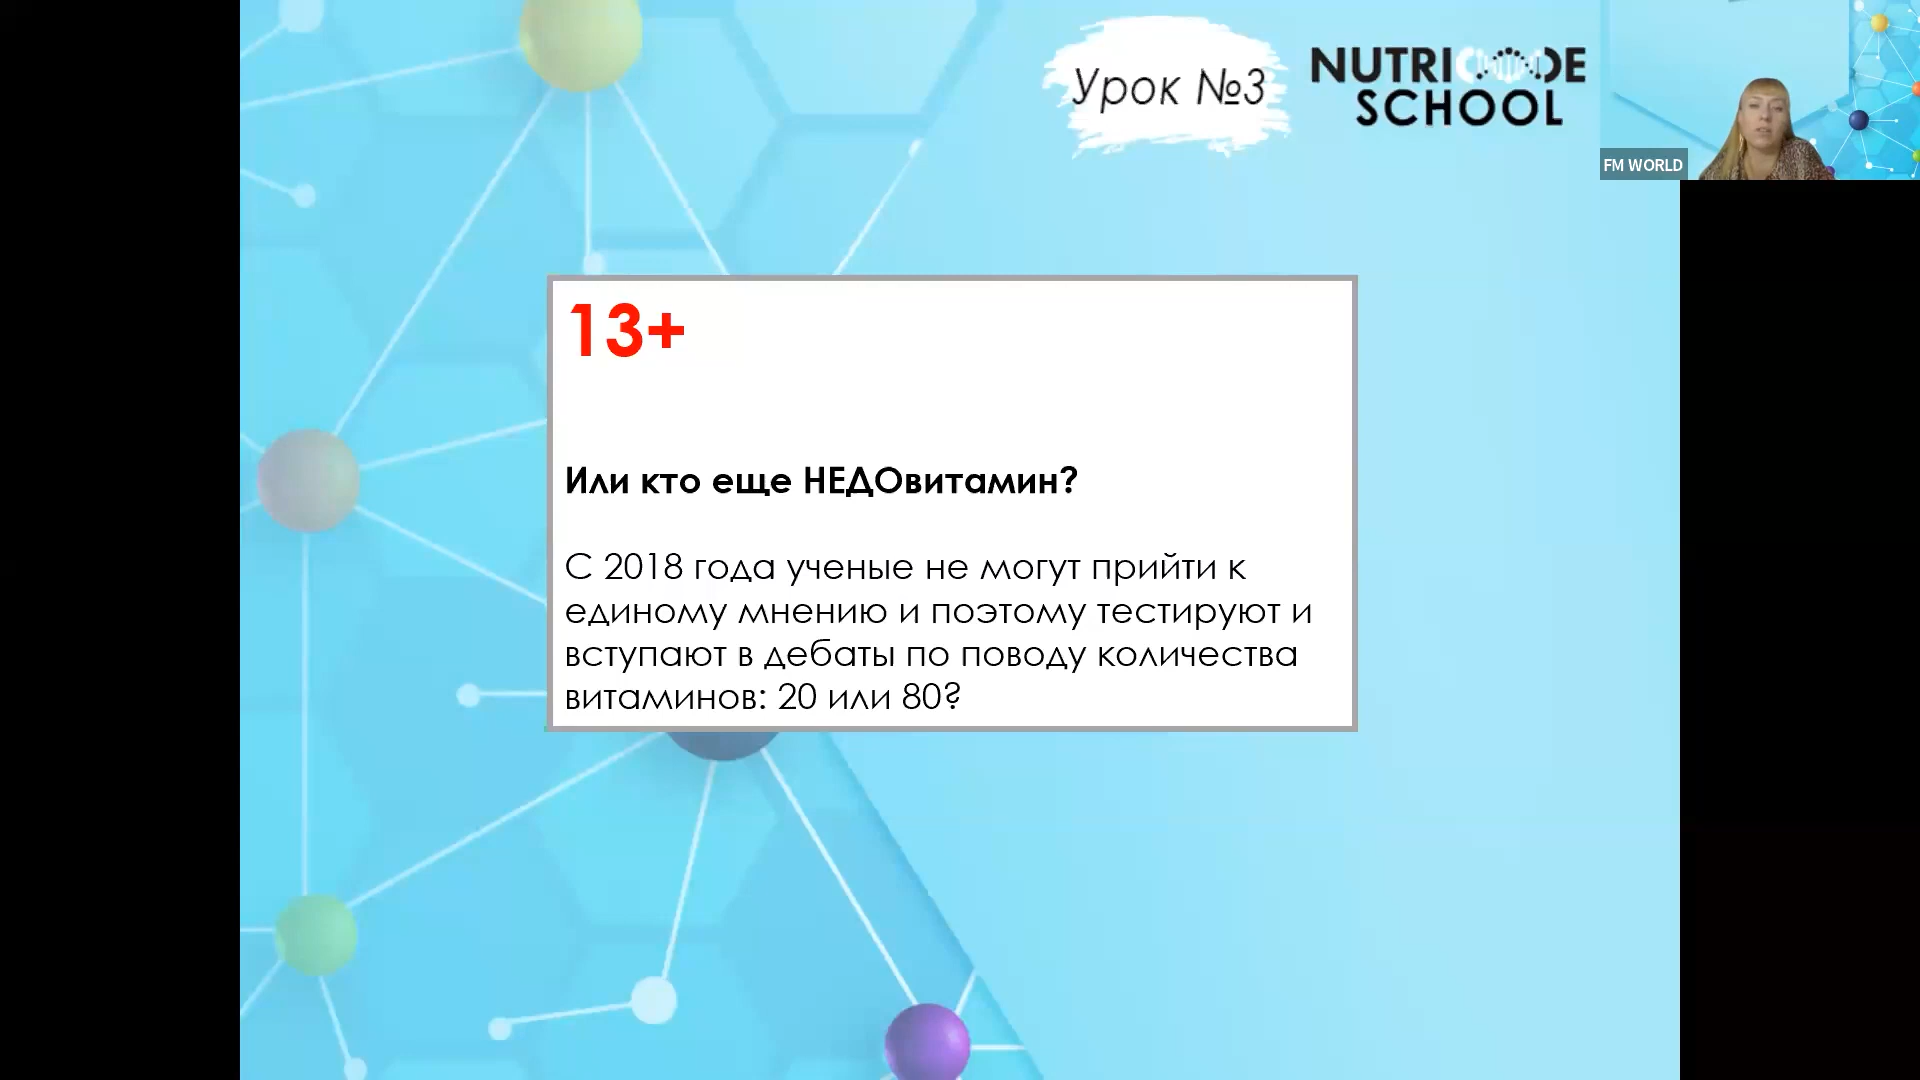 Урок №3
NUTRICODE
SCHOOL
FM WORLD
13+
Или кто еще НЕДОвитамин?
С 2018 года ученые не могут прийти к
единому мнению и поэтому тестируют и
вступают в дебаты по поводу количества
витаминов: 20 или 80?